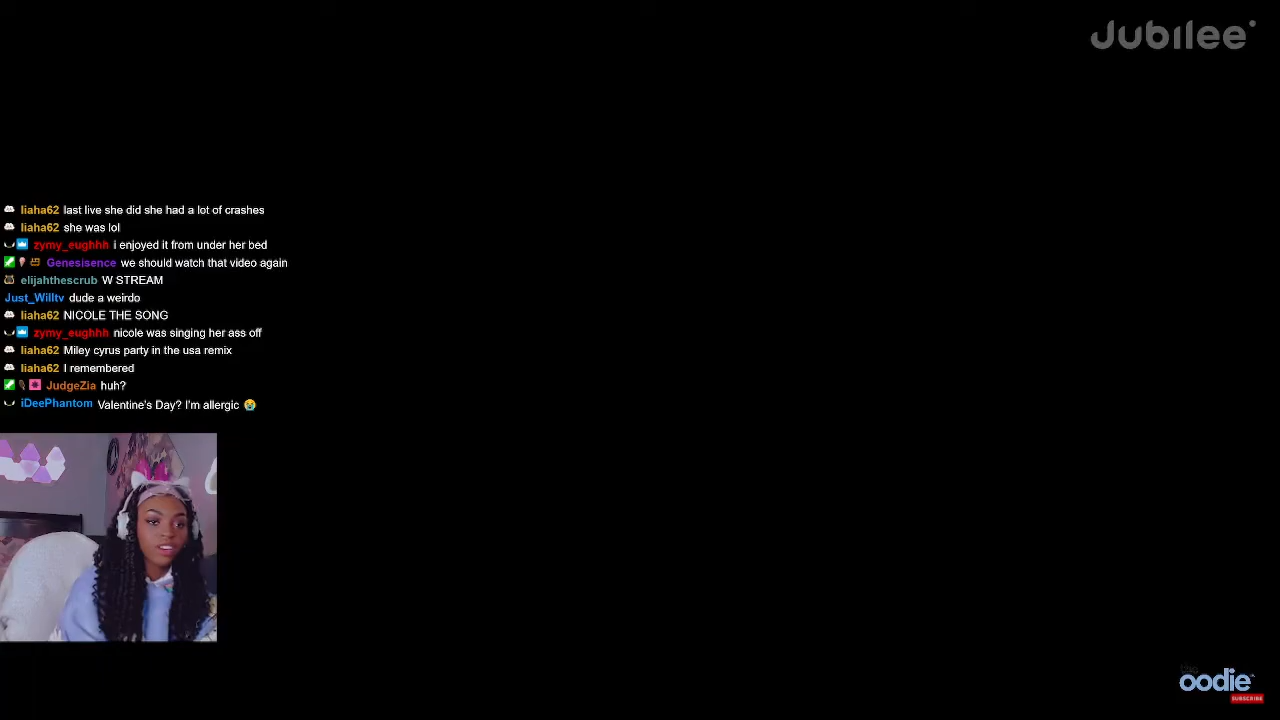 Jubilee
liaha62 last live she did she had a lot of crashes
liaha62 she was lol
zymy_eughhh i enjoyed it from under her bed
Genesisence we should watch that video again
elijahthescrub W STREAM
Just_Willtv dude a weirdo
liaha62 NICOLE THE SONG
zymy_eughhh nicole was singing her ass off
liaha62 Miley cyrus party in the usa remix
liaha62 I remembered
JudgeZia huh?
iDeePhantom Valentine's Day? I'm allergic 😭
the
oodie
SUBSCRIBE